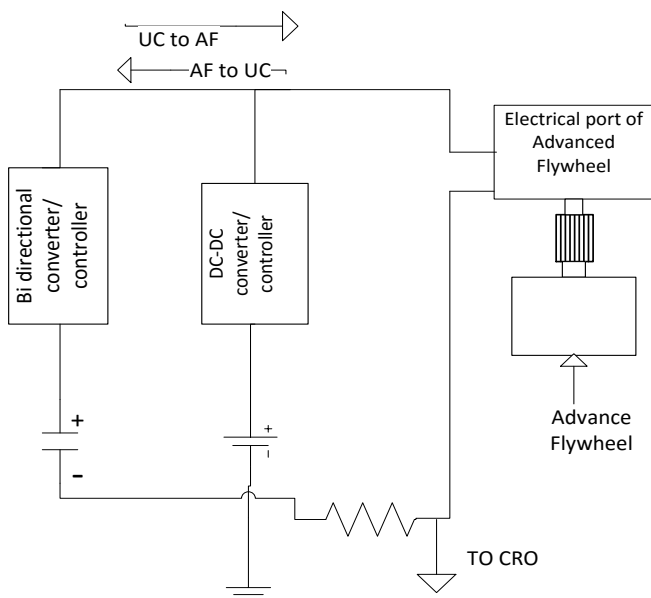 UC to AF
AF to UC
Electrical port of
Advanced
Flywheel
Bi directional
converter/
controller
DC-DC
converter/
controller
+
-
+
-
Advance
Flywheel
TO CRO